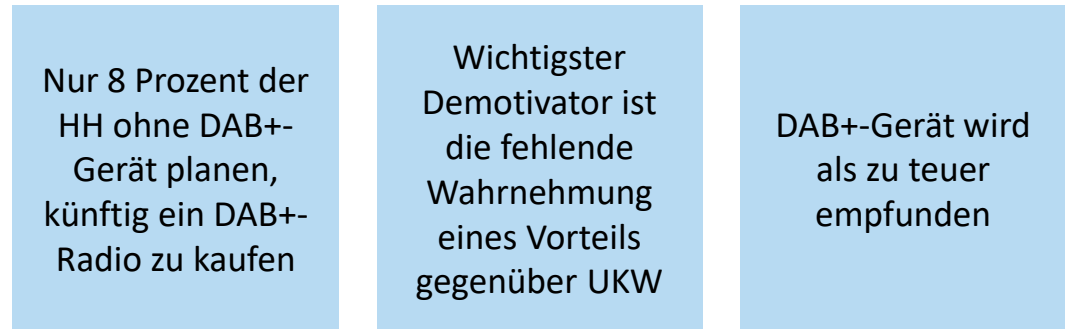 Nur 8 Prozent der
HH ohne DAB+-
Gerät planen,
künftig ein DAB+-
Radio zu kaufen
Wichtigster
Demotivator ist
die fehlende
Wahrnehmung
eines Vorteils
gegenüber UKW
DAB+-Gerät wird
als zu teuer
empfunden